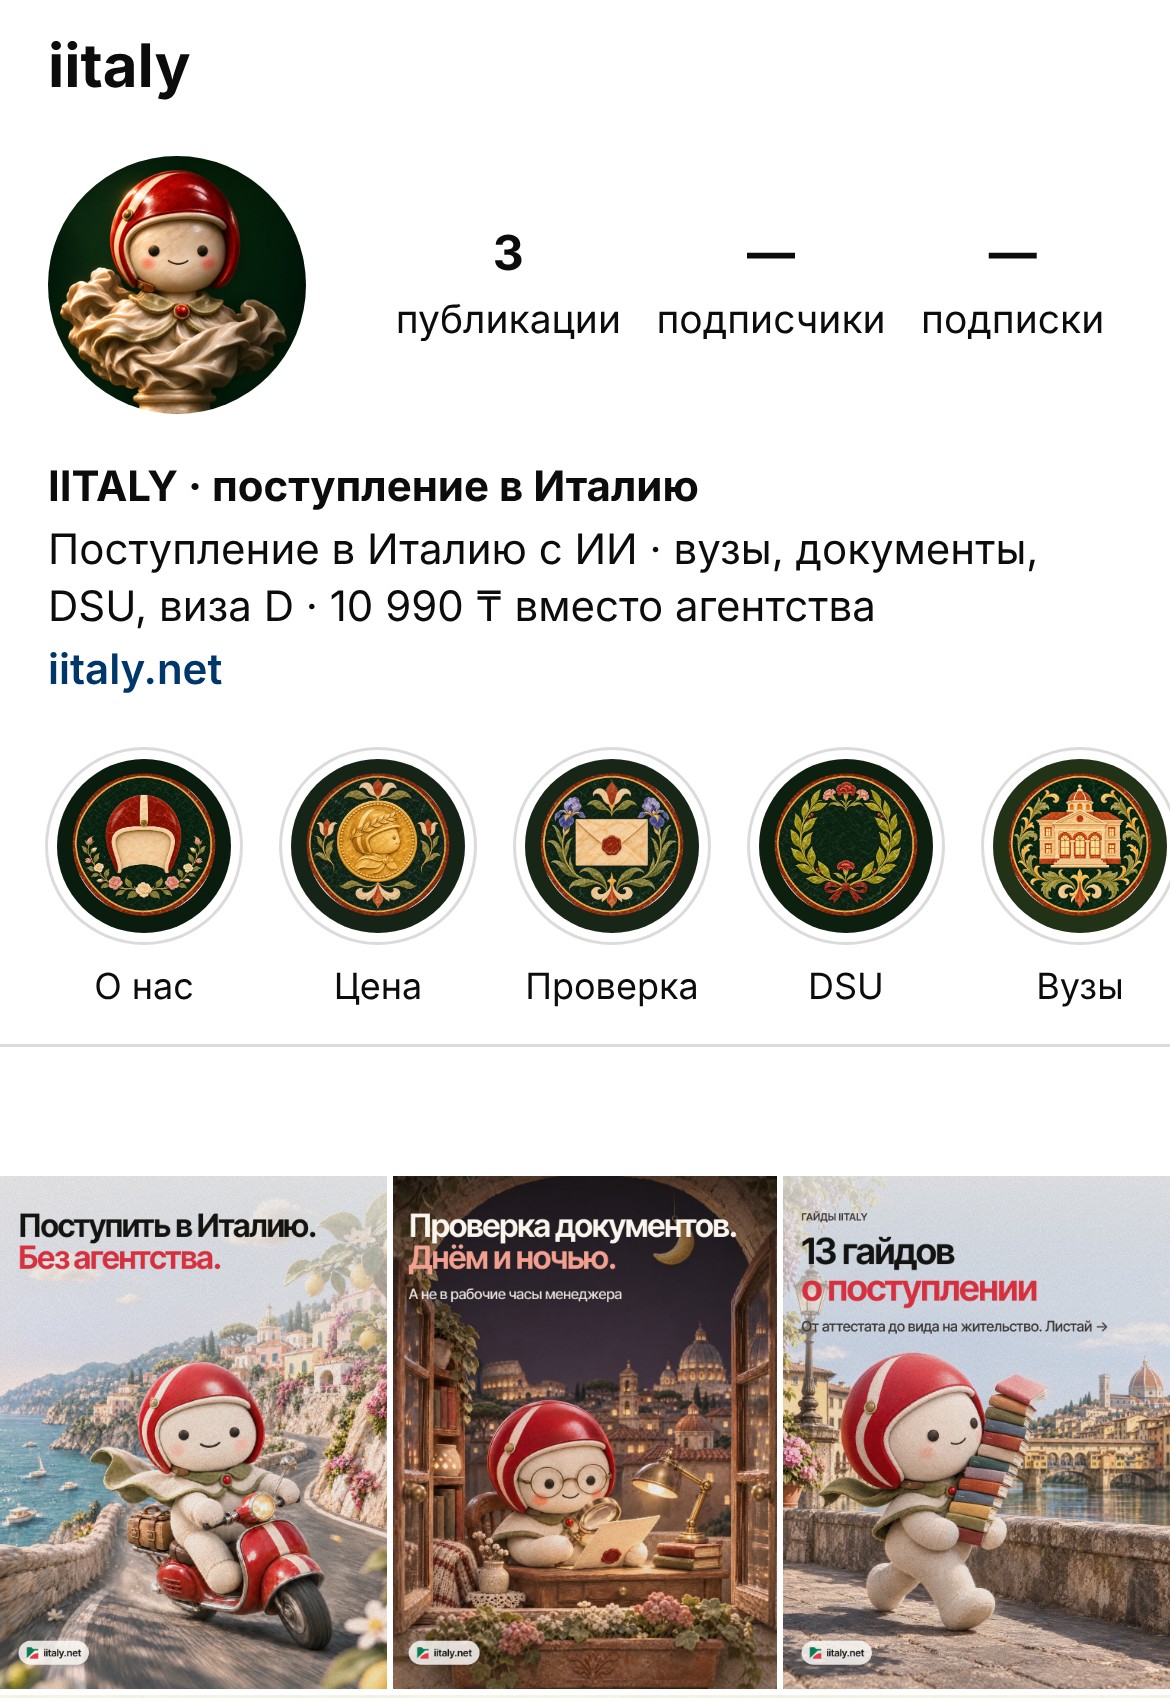 iitaly
3
—
—
публикации
подписчики
подписки
IITALY · поступление в Италию
Поступление в Италию с ИИ · вузы, документы,
DSU, виза D · 10 990 ₸ вместо агентства
iitaly.net
О нас
Цена
Проверка
DSU
Вузы
Поступить в Италию.
Без агентства.
iitaly.net
Проверка документов.
Днём и ночью.
А не в рабочие часы менеджера
iitaly.net
ГАЙДЫ IITALY
13 гайдов
о поступлении
От аттестата до вида на жительство. Листай →
iitaly.net